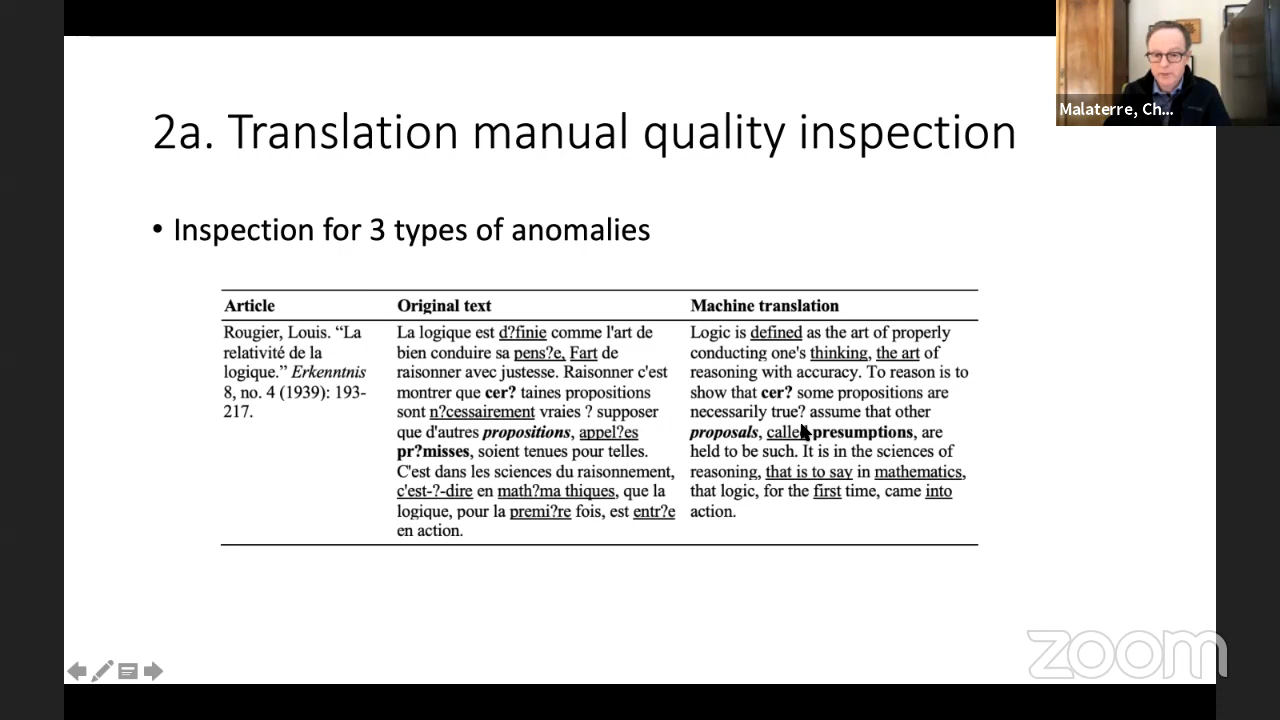 2a. Translation manual quality inspection
Malaterre, Ch...
• Inspection for 3 types of anomalies
Article Original text Machine translation
Rougier, Louis. “La
relativité de la
logique.” Erkenntnis
8, no. 4 (1939): 193-
217.
La logique est d?finie comme l'art de
bien conduire sa pens?e, Fart de
raisonner avec justesse. Raisonner c'est
montrer que cer? taines propositions
sont n?cessairement vraies ? supposer
que d'autres propositions, appel?es
pr?misses, soient tenues pour telles.
C'est dans les sciences du raisonnement,
c'est-?-dire en math?ma thiques, que la
logique, pour la premi?re fois, est entr?e
en action.
Logic is defined as the art of properly
conducting one's thinking, the art of
reasoning with accuracy. To reason is to
show that cer? some propositions are
necessarily true? assume that other
proposals, called presumptions, are
held to be such. It is in the sciences of
reasoning, that is to say in mathematics,
that logic, for the first time, came into
action.
zoom